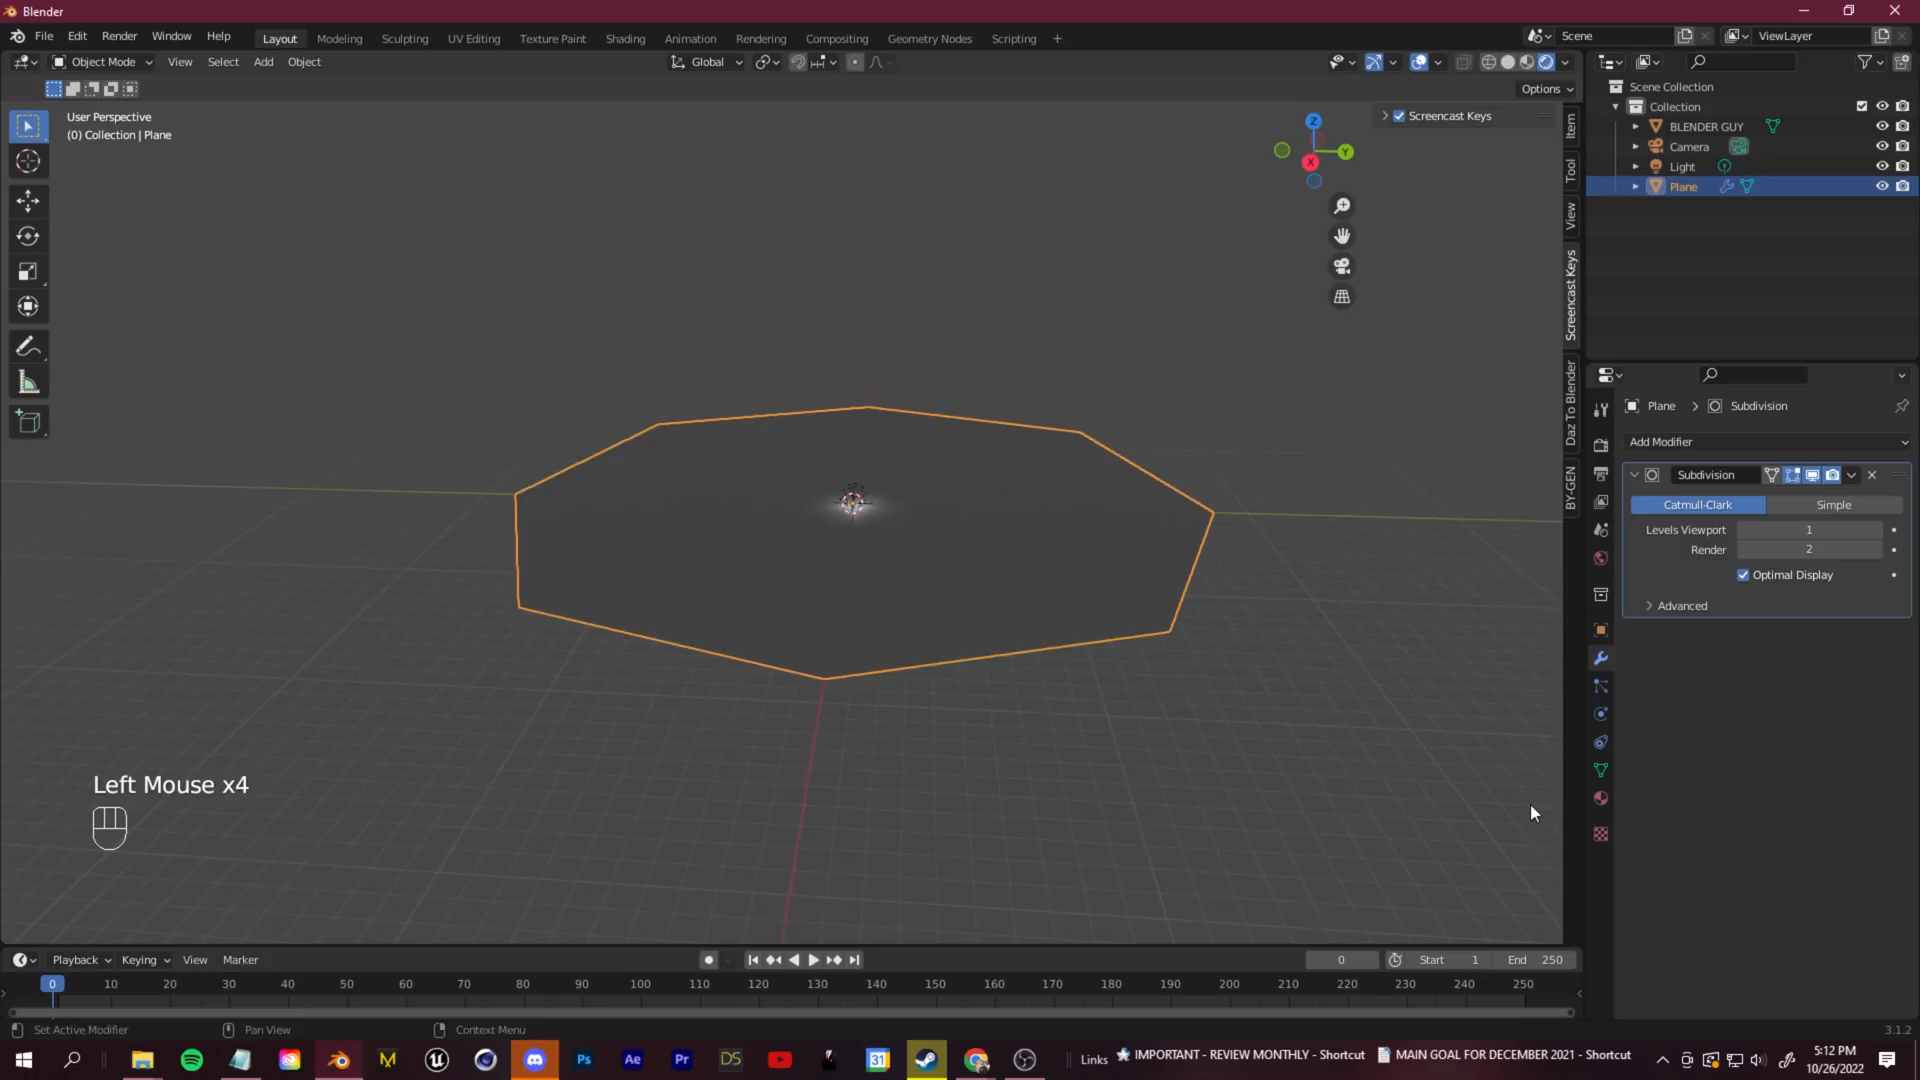 Blender
File Edit Render Window Help Layout Modeling Sculpting UV Editing Texture Paint Shading Animation Rendering Compositing Geometry Nodes Scripting + Scene ViewLayer
Object Mode View Select Add Object Global
Options
User Perspective
(0) Collection | Plane
Screencast Keys
Z
Y
X
Item
Tool
View
Screencast Keys
Daz To Blender
BY-GEN
Scene Collection
Collection
BLENDER GUY
Camera
Light
Plane
Plane > Subdivision
Add Modifier
Subdivision
Catmull-Clark Simple
Levels Viewport 1
Render 2
Optimal Display
Advanced
Left Mouse x4
Playback Keying View Marker 0 Start 1 End 250
0 10 20 30 40 50 60 70 80 90 100 110 120 130 140 150 160 170 180 190 200 210 220 230 240 250
Set Active Modifier Pan View Context Menu 3.1.2
Ps Ae Pr DS 31 Links IMPORTANT - REVIEW MONTHLY - Shortcut MAIN GOAL FOR DECEMBER 2021 - Shortcut
5:12 PM
10/26/2022